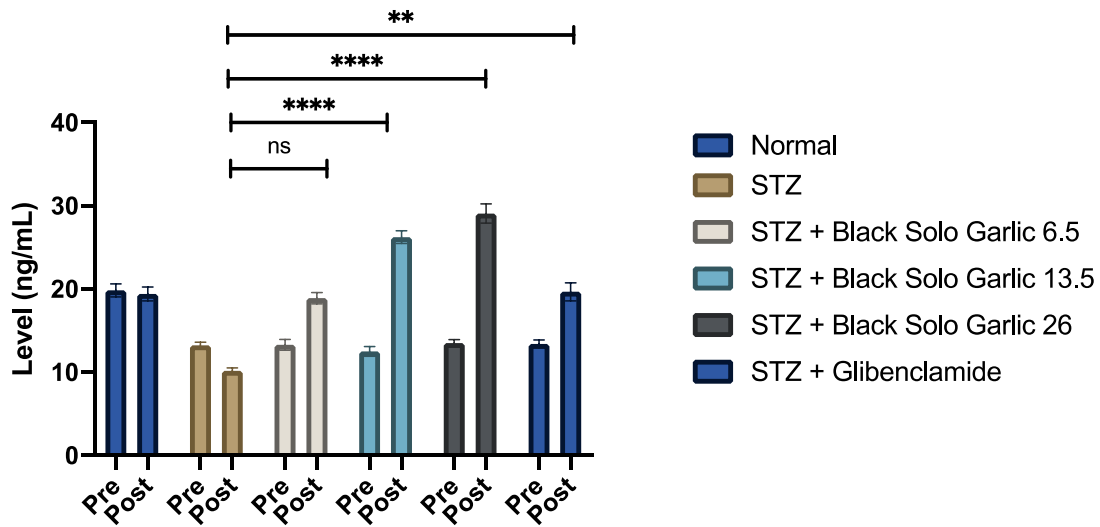 **
****
****
ns
Level (ng/mL)
40
30
20
10
0
Pre
Post
Pre
Post
Pre
Post
Pre
Post
Pre
Post
Pre
Post
Normal
STZ
STZ + Black Solo Garlic 6.5
STZ + Black Solo Garlic 13.5
STZ + Black Solo Garlic 26
STZ + Glibenclamide